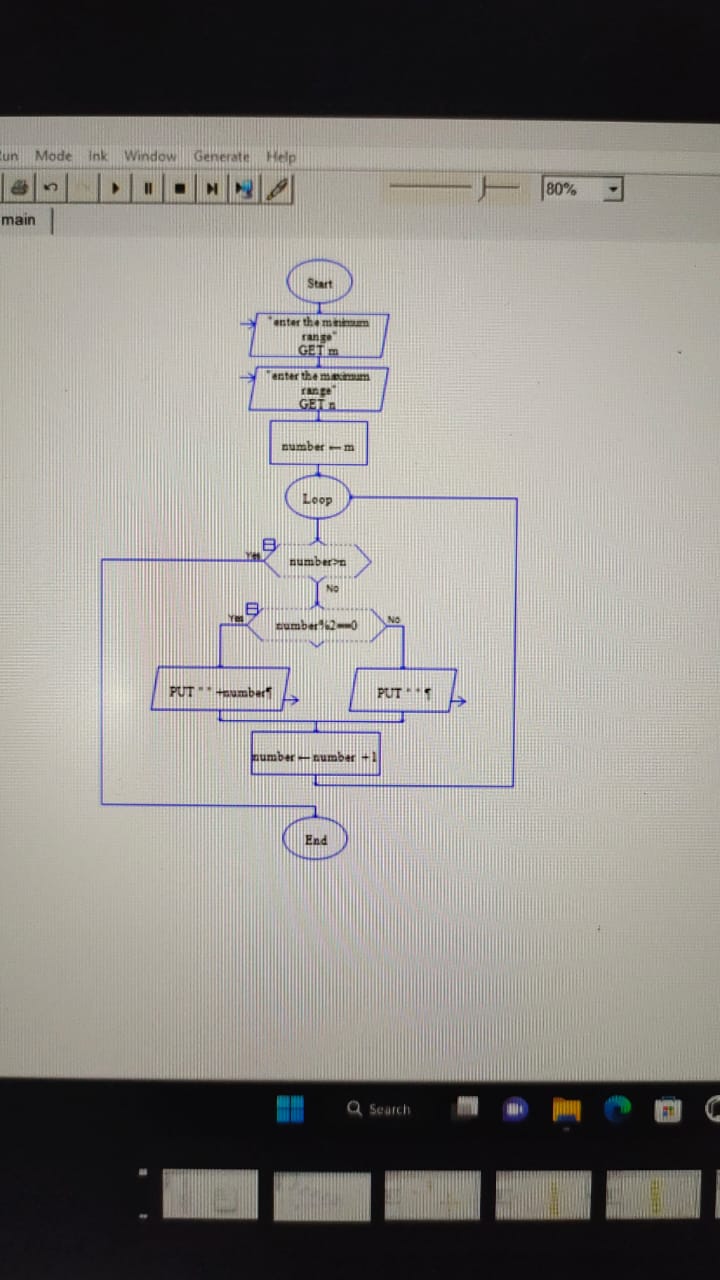 Run Mode Ink Window Generate Help
80%
main
Start
"enter the minimum
range"
GET m
"enter the maximum
range"
GET n
number ← m
Loop
Yes
number>n
No
Yes
number%2==0
No
PUT " " +number¶
PUT " " ¶
number ← number +1
End
Search